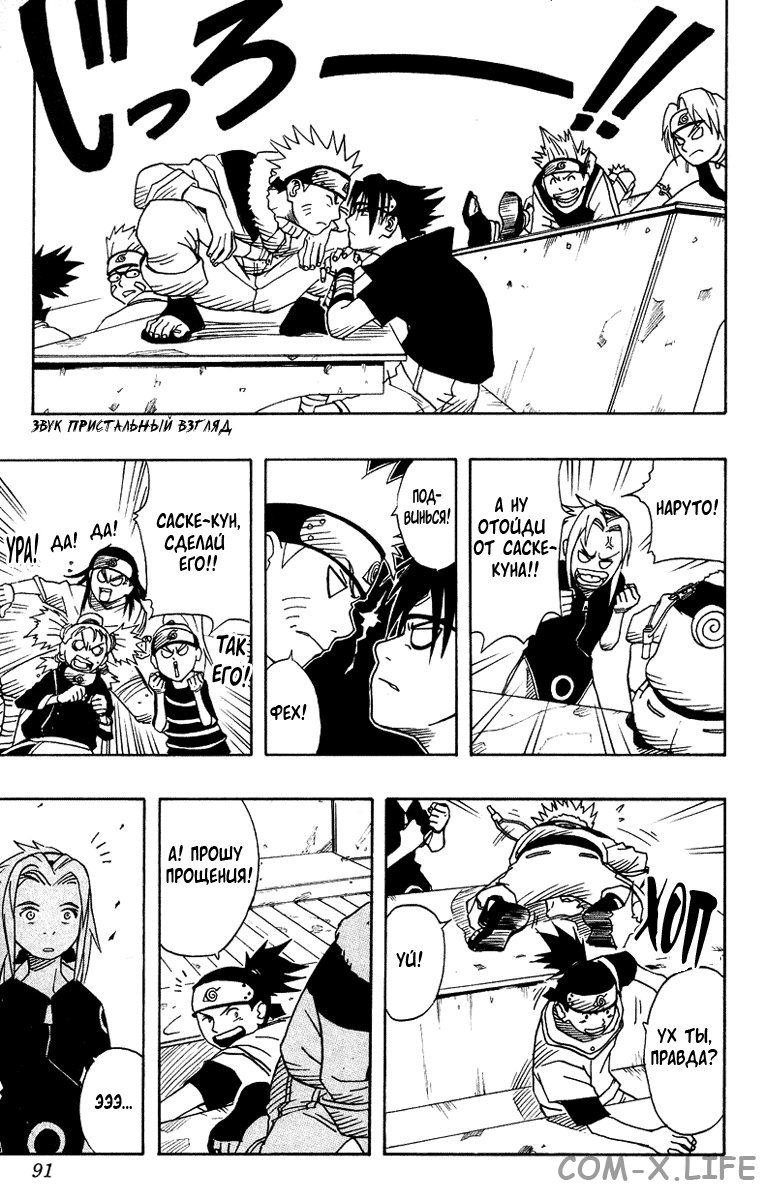 じっろー!!
ЗВУК ПРИСТАЛЬНЫЙ ВЗГЛЯД
НАРУТО!
А НУ
ОТОЙДИ
ОТ САСКЕ-
КУНА!!
ПОД-
ВИНЬСЯ!
ФЕХ!
САСКЕ-КУН,
СДЕЛАЙ
ЕГО!!
ДА!
ДА!
УРА!
ТАК
ЕГО!
ХОП
УХ ТЫ,
ПРАВДА?
УЙ!
А! ПРОШУ
ПРОЩЕНИЯ!
ЭЭЭ...
91
COM-X.LIFE